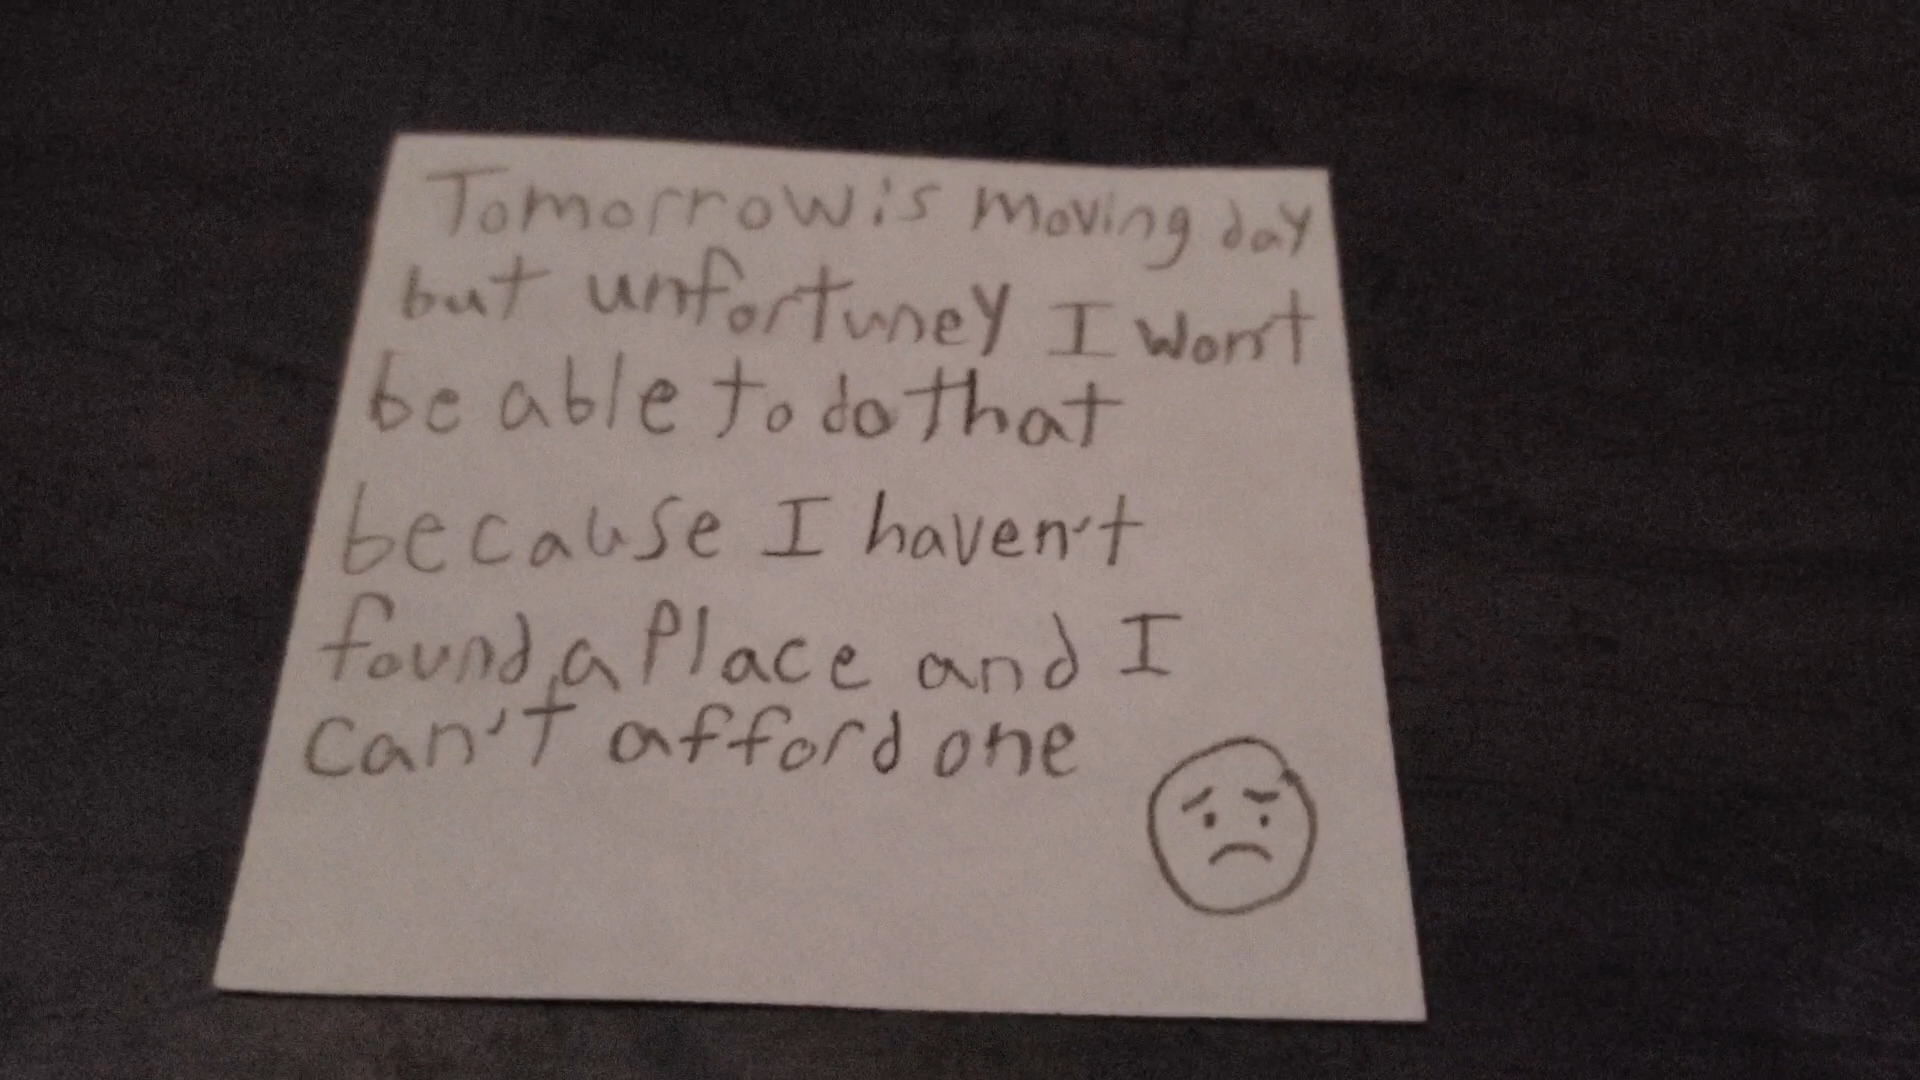 Tomorrow is moving day
but unfortuney I won't
be able to do that
because I haven't
found a Place and I
can't afford one